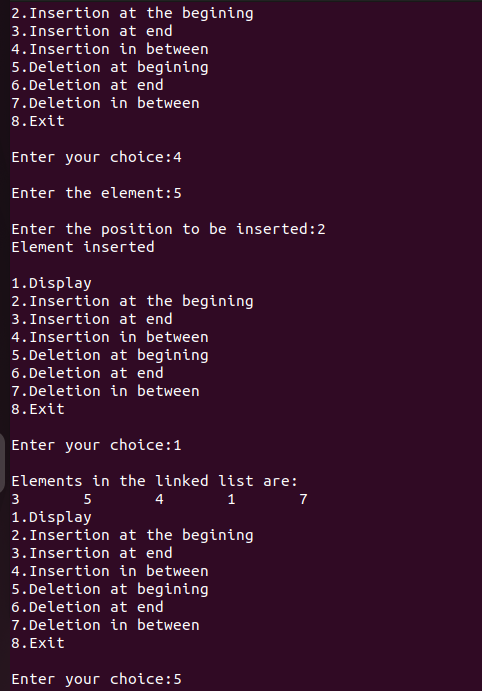 2.Insertion at the begining
3.Insertion at end
4.Insertion in between
5.Deletion at begining
6.Deletion at end
7.Deletion in between
8.Exit
Enter your choice:4
Enter the element:5
Enter the position to be inserted:2
Element inserted
1.Display
2.Insertion at the begining
3.Insertion at end
4.Insertion in between
5.Deletion at begining
6.Deletion at end
7.Deletion in between
8.Exit
Enter your choice:1
Elements in the linked list are:
3 5 4 1 7
1.Display
2.Insertion at the begining
3.Insertion at end
4.Insertion in between
5.Deletion at begining
6.Deletion at end
7.Deletion in between
8.Exit
Enter your choice:5